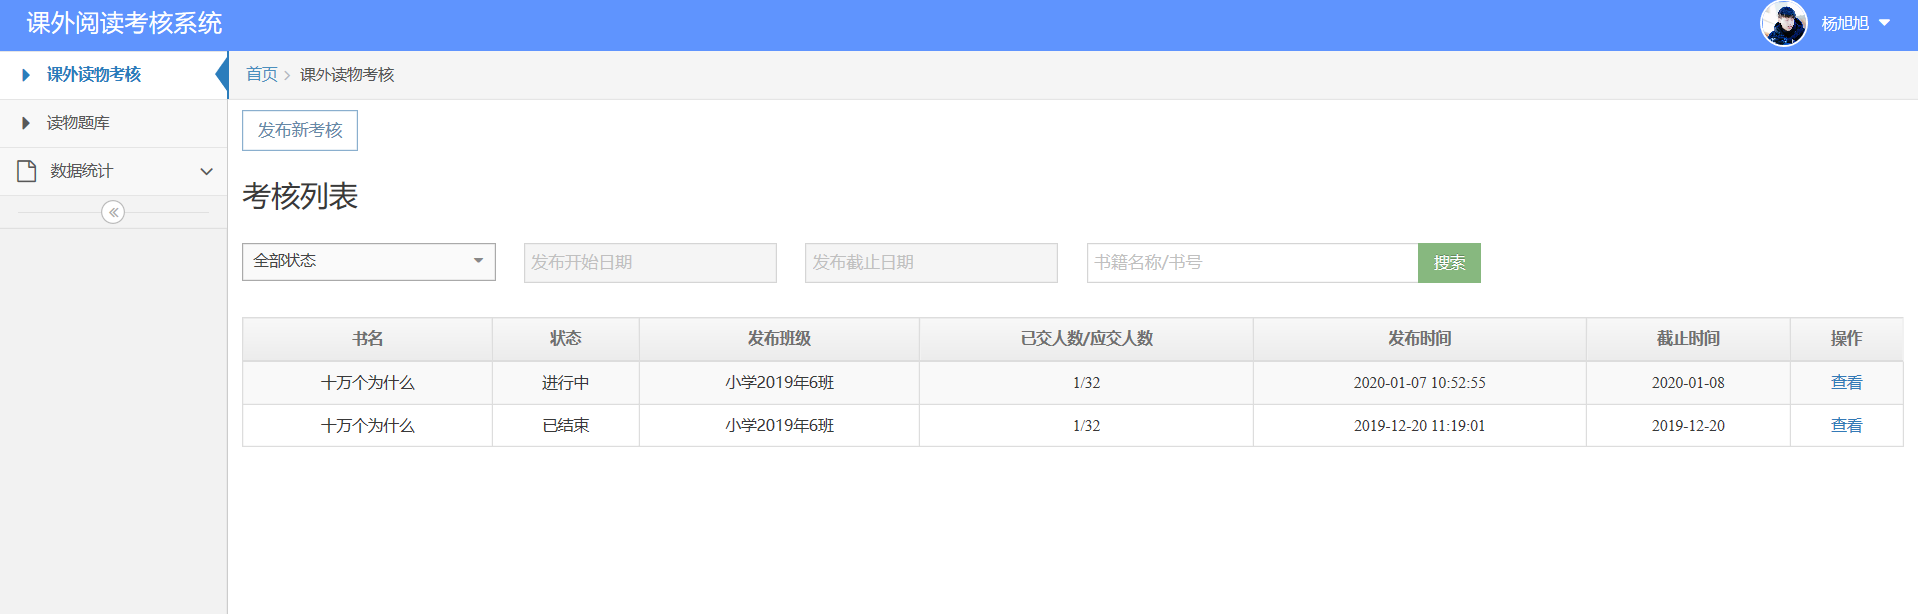 课外阅读考核系统
杨旭旭
课外读物考核
首页 课外读物考核
读物题库
数据统计
发布新考核
考核列表
全部状态 发布开始日期 发布截止日期 书籍名称/书号 搜索
书名 状态 发布班级 已交人数/应交人数 发布时间 截止时间 操作
十万个为什么 进行中 小学2019年6班 1/32 2020-01-07 10:52:55 2020-01-08 查看
十万个为什么 已结束 小学2019年6班 1/32 2019-12-20 11:19:01 2019-12-20 查看